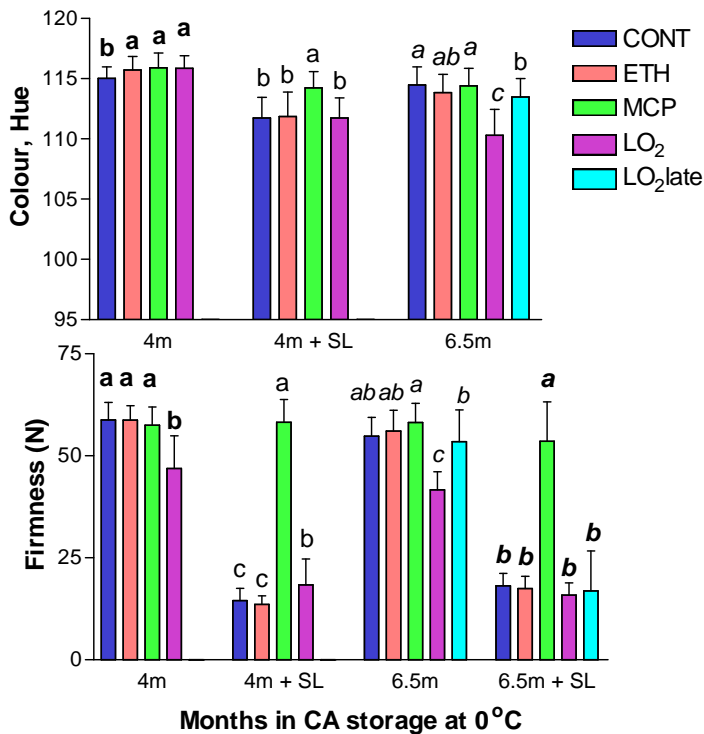 b a a a
b b a b
a ab a c b
CONT
ETH
MCP
LO₂
LO₂late
Colour, Hue
115
110
105
100
95
4m 4m + SL 6.5m
a a a b
c c a b
ab ab a c b
b b a b b
Firmness (N)
75
50
25
0
4m 4m + SL 6.5m 6.5m + SL
Months in CA storage at 0°C